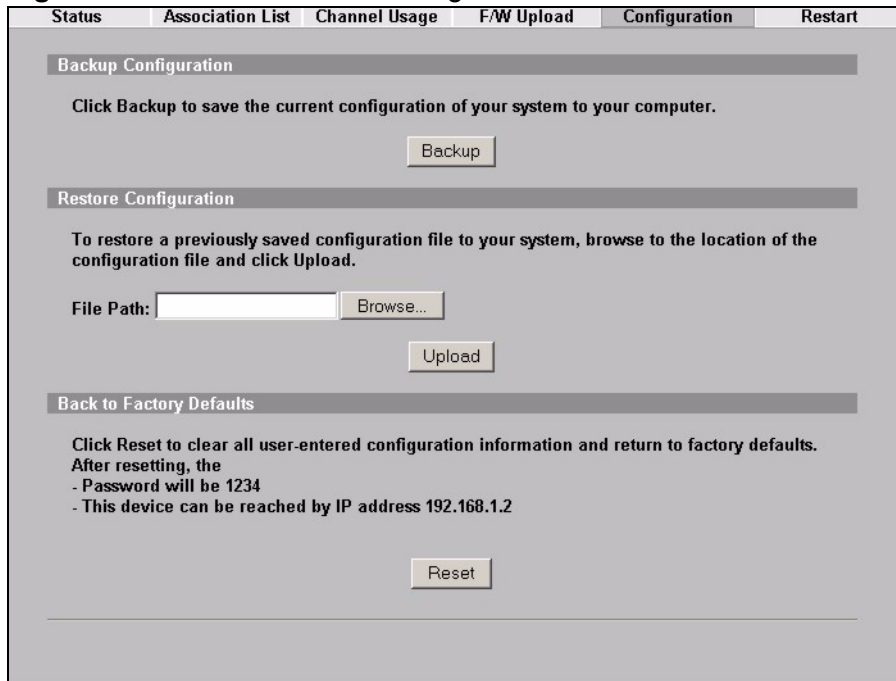 Status Association List Channel Usage F/W Upload Configuration Restart
Backup Configuration
Click Backup to save the current configuration of your system to your computer.
Backup
Restore Configuration
To restore a previously saved configuration file to your system, browse to the location of the
configuration file and click Upload.
File Path: Browse...
Upload
Back to Factory Defaults
Click Reset to clear all user-entered configuration information and return to factory defaults.
After resetting, the
- Password will be 1234
- This device can be reached by IP address 192.168.1.2
Reset